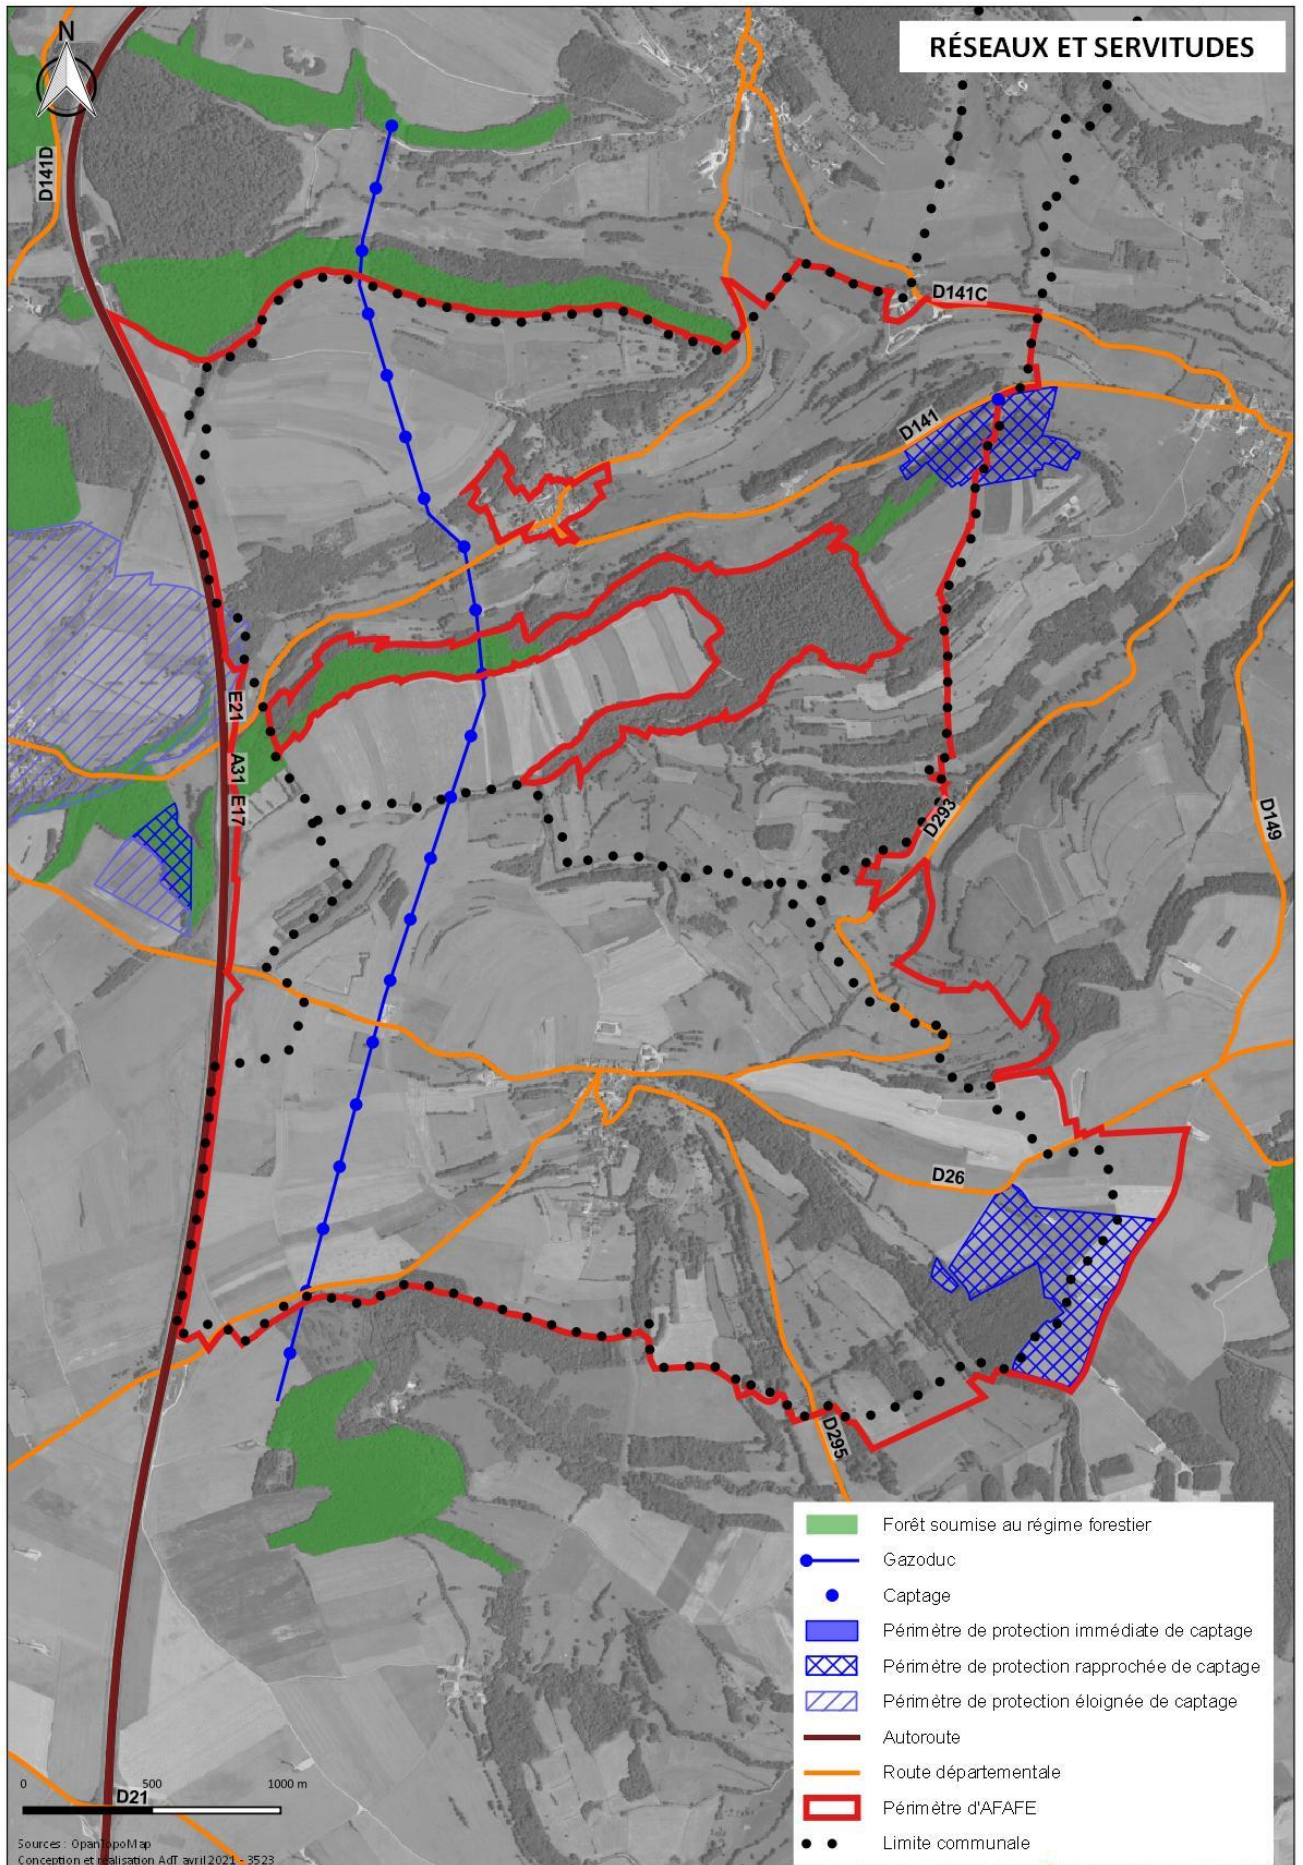 RÉSEAUX ET SERVITUDES
N
D141D
D141C
D141
E21
A31 E17
D293
D149
D26
D295
Forêt soumise au régime forestier
Gazoduc
Captage
Périmètre de protection immédiate de captage
Périmètre de protection rapprochée de captage
Périmètre de protection éloignée de captage
Autoroute
Route départementale
Périmètre d'AFAFE
Limite communale
0 500 1000 m
D21
Sources : OpanTopoMap
Conception et réalisation AdT avril 2021 - 3523